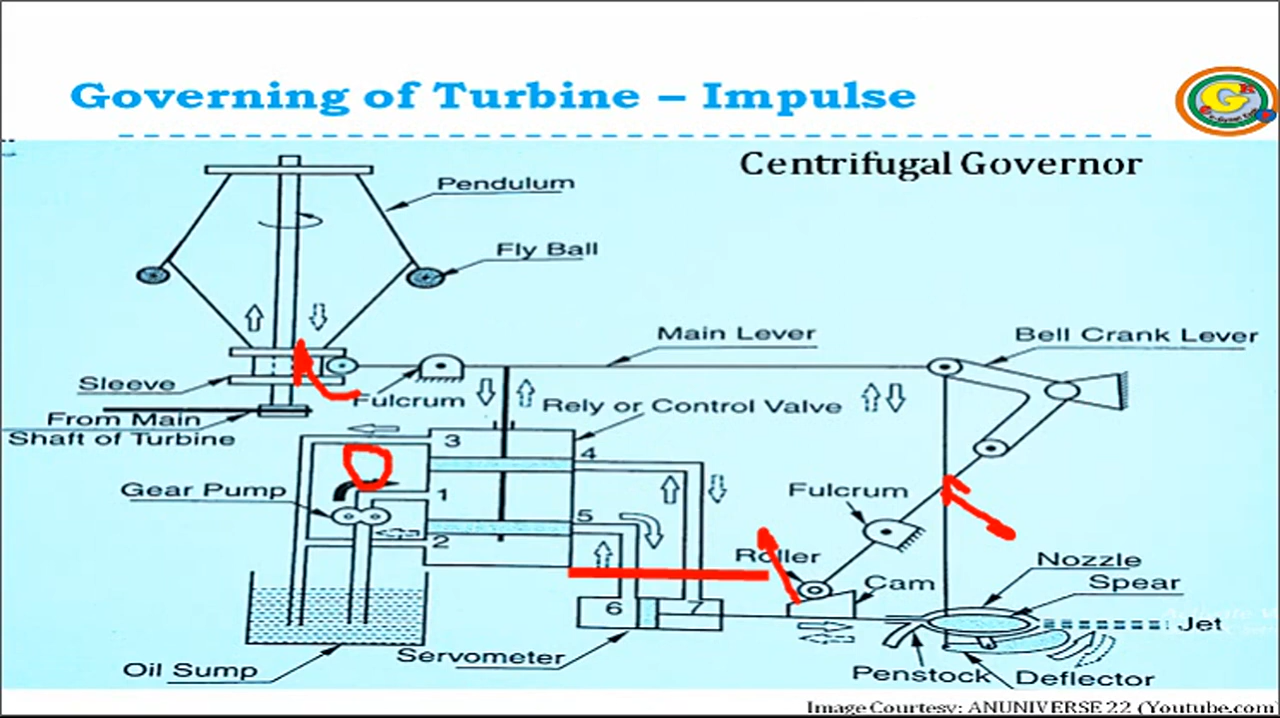 Governing of Turbine – Impulse
Centrifugal Governor
Pendulum
Fly Ball
Main Lever
Bell Crank Lever
Sleeve
Fulcrum
Rely or Control Valve
From Main
Shaft of Turbine
3
4
Gear Pump
1
Fulcrum
5
2
Roller
Nozzle
Cam
Spear
6
7
Jet
Servometer
Oil Sump
Penstock
Deflector
Image Courtesy: ANUNIVERSE 22 (Youtube.com